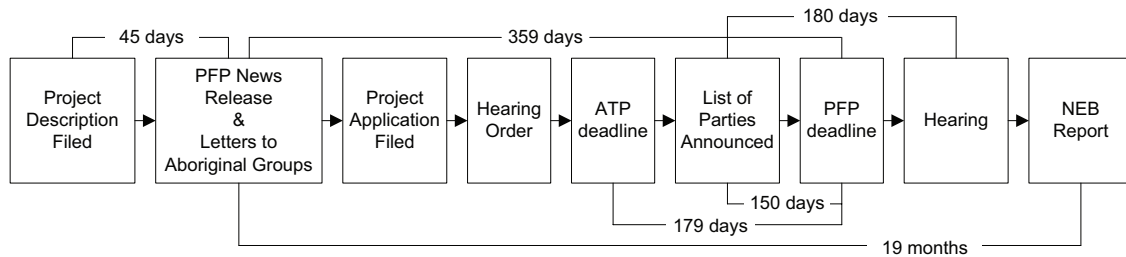 180 days
45 days
359 days
Project
Description
Filed
PFP News
Release
&
Letters to
Aboriginal Groups
Project
Application
Filed
Hearing
Order
ATP
deadline
List of
Parties
Announced
PFP
deadline
Hearing
NEB
Report
150 days
179 days
19 months